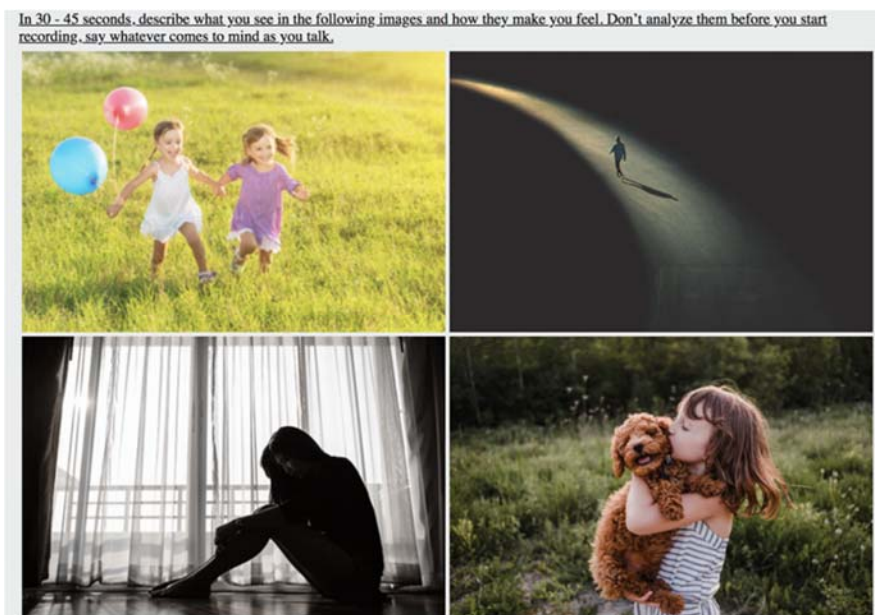 In 30 - 45 seconds, describe what you see in the following images and how they make you feel. Don't analyze them before you start
recording, say whatever comes to mind as you talk.